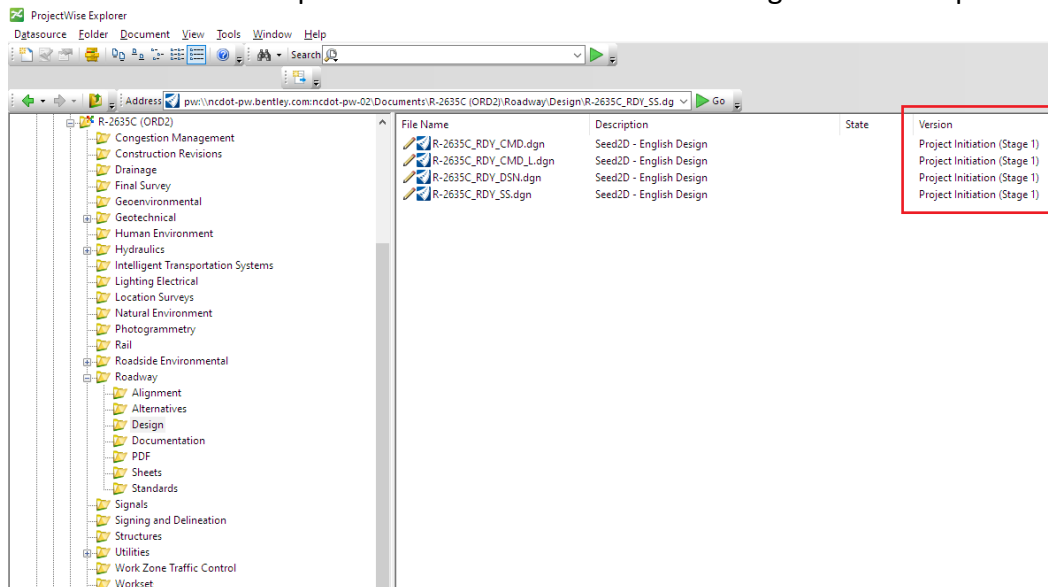 ProjectWise Explorer
Datasource Folder Document View Tools Window Help
Search
Address pw:\\ncdot-pw.bentley.com:ncdot-pw-02\Documents\R-2635C (ORD2)\Roadway\Design\R-2635C_RDY_SS.dg Go
R-2635C (ORD2)
Congestion Management
Construction Revisions
Drainage
Final Survey
Geoenvironmental
Geotechnical
Human Environment
Hydraulics
Intelligent Transportation Systems
Lighting Electrical
Location Surveys
Natural Environment
Photogrammetry
Rail
Roadside Environmental
Roadway
Alignment
Alternatives
Design
Documentation
PDF
Sheets
Standards
Signals
Signing and Delineation
Structures
Utilities
Work Zone Traffic Control
Workset
File Name Description State Version
R-2635C_RDY_CMD.dgn Seed2D - English Design Project Initiation (Stage 1)
R-2635C_RDY_CMD_L.dgn Seed2D - English Design Project Initiation (Stage 1)
R-2635C_RDY_DSN.dgn Seed2D - English Design Project Initiation (Stage 1)
R-2635C_RDY_SS.dgn Seed2D - English Design Project Initiation (Stage 1)